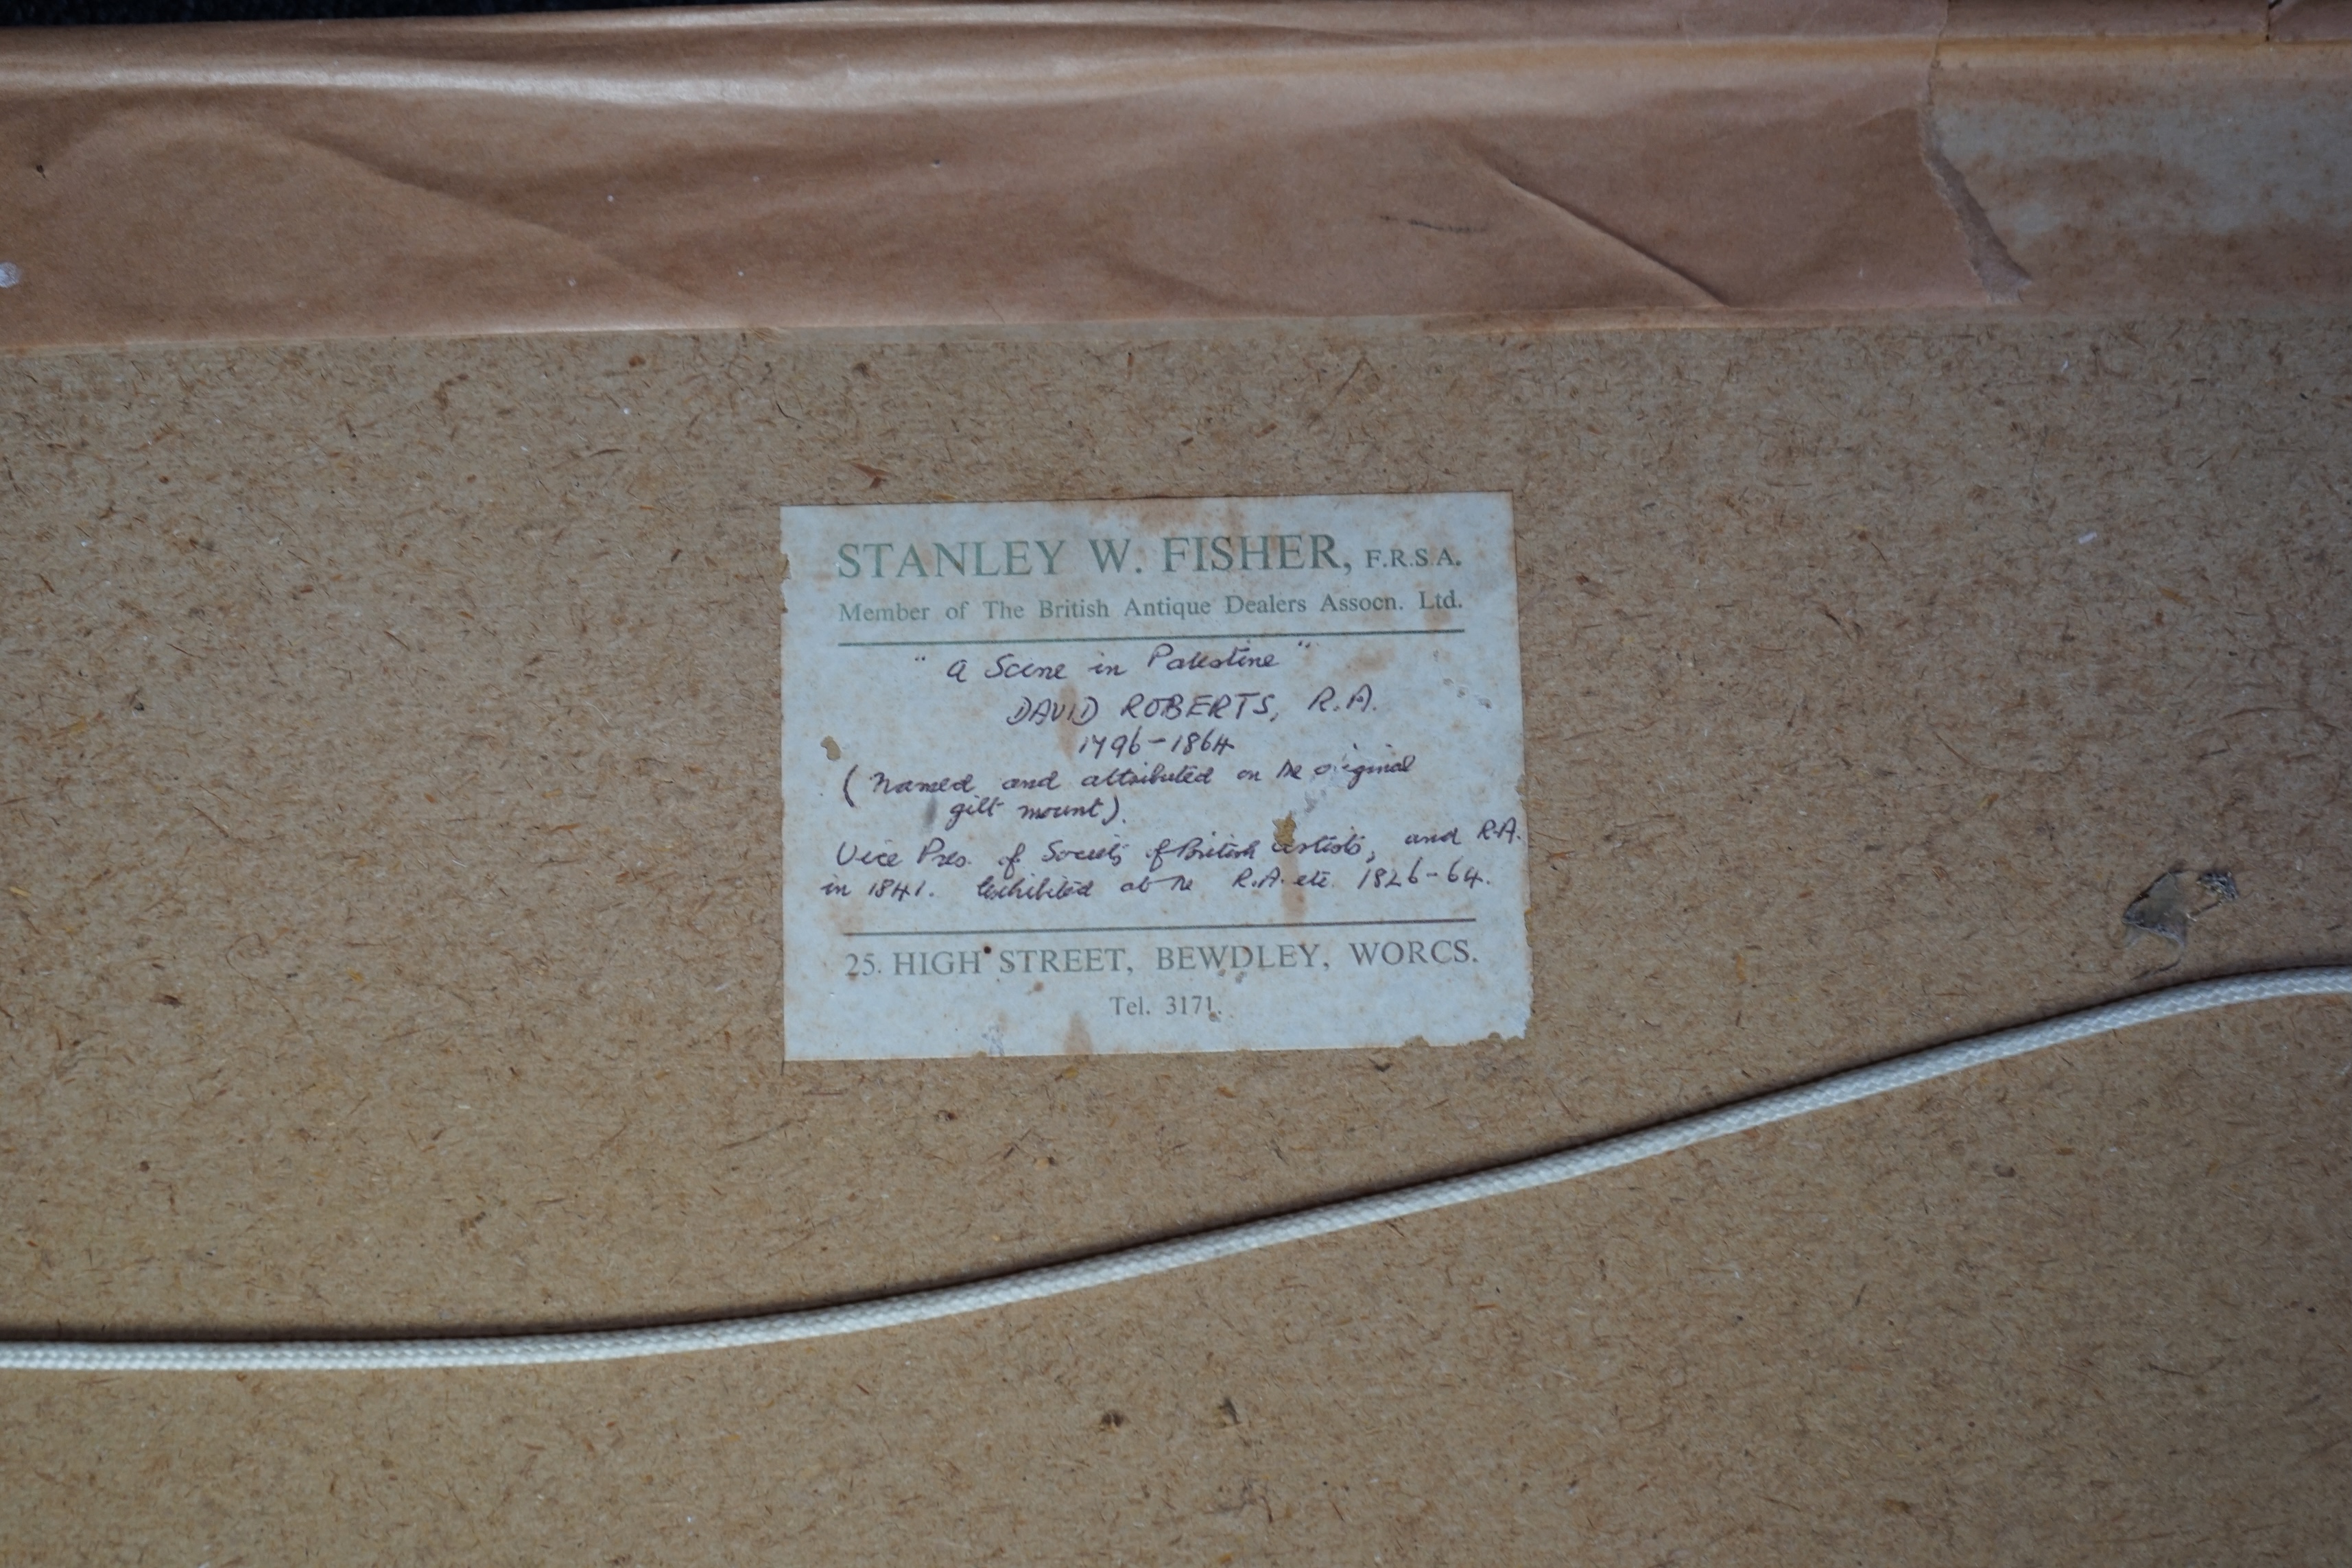 STANLEY W. FISHER, F.R.S.A.
Member of The British Antique Dealers Assocn. Ltd.
" A Scene in Palestine "
DAVID ROBERTS, R.A.
1796-1864
( Named and attributed on the original
gilt mount).
Vice Pres. of Society of British Artists, and R.A.
in 1841. Exhibited at the R.A. etc. 1826-64.
25. HIGH STREET, BEWDLEY, WORCS.
Tel. 3171.